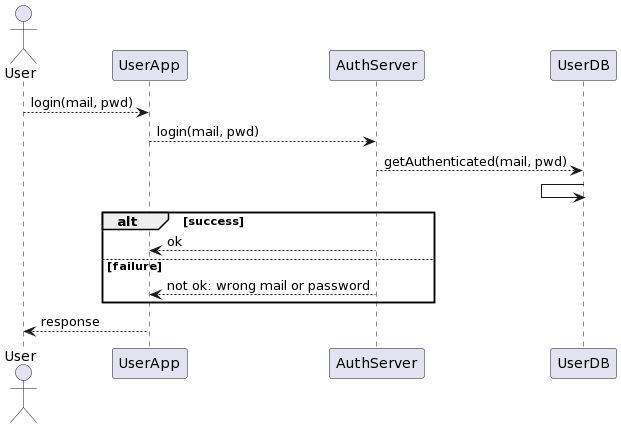 User
UserApp
AuthServer
UserDB
login(mail, pwd)
login(mail, pwd)
getAuthenticated(mail, pwd)
alt
[success]
ok
[failure]
not ok: wrong mail or password
response
User
UserApp
AuthServer
UserDB